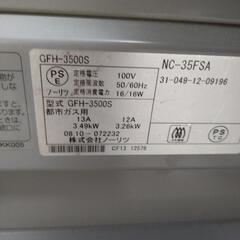 GFH-3500S
PS
E
ノーリツ
定格電圧 100V
定格周波数 50/60Hz
定格消費電力 16/16W
NC-35FSA
31-049-12-09196
型式 GFH-3500S
都市ガス用
13A 12A
3.49kW 3.26kW
08.10-072232
株式会社ノーリツ
CF13 12578
PS
TG
KK005